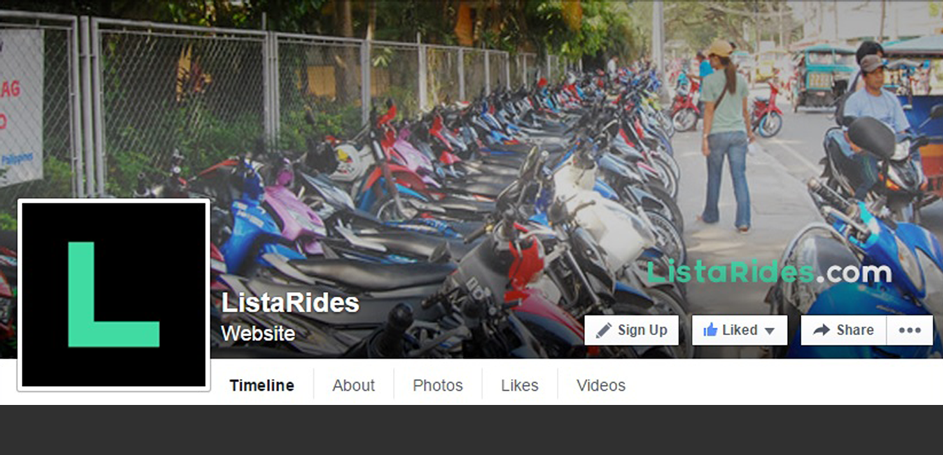 AG
Philippines
ListaRides.com
L
ListaRides
Website
Sign Up
Liked
Share
Timeline
About
Photos
Likes
Videos